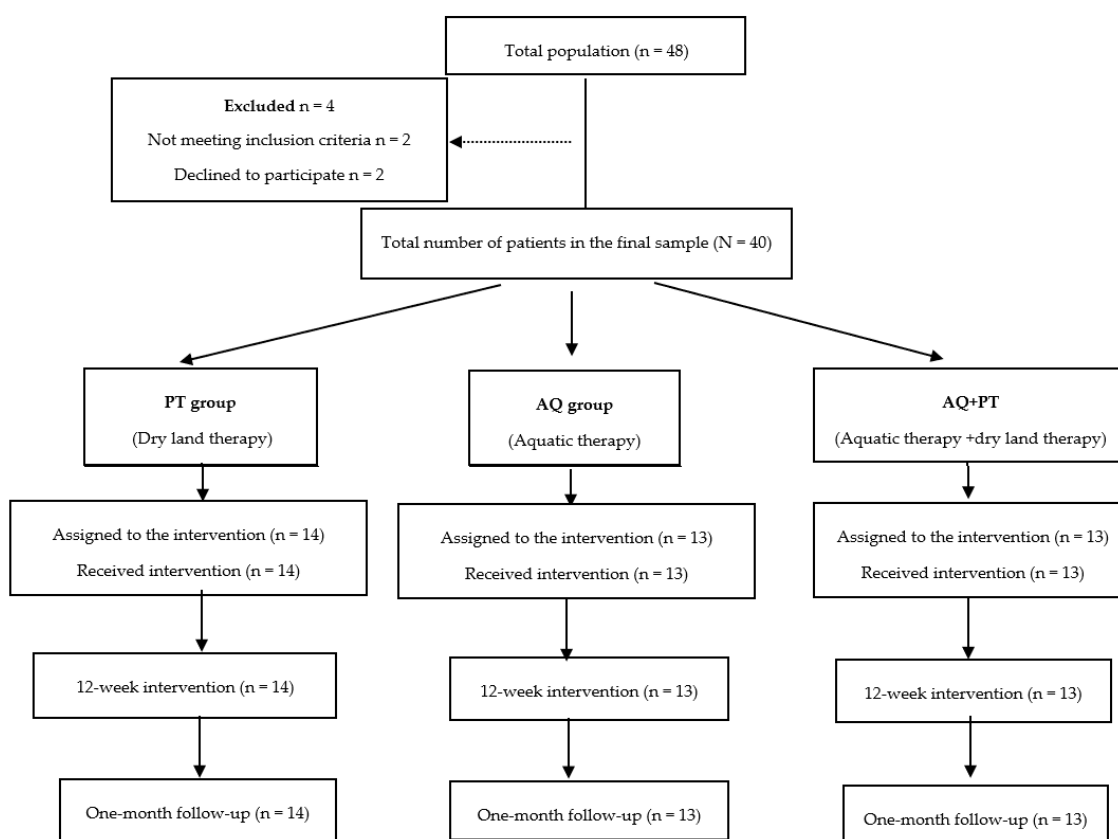 Total population (n = 48)
Excluded n = 4
Not meeting inclusion criteria n = 2
Declined to participate n = 2
Total number of patients in the final sample (N = 40)
PT group
(Dry land therapy)
AQ group
(Aquatic therapy)
AQ+PT
(Aquatic therapy +dry land therapy)
Assigned to the intervention (n = 14)
Received intervention (n = 14)
Assigned to the intervention (n = 13)
Received intervention (n = 13)
Assigned to the intervention (n = 13)
Received intervention (n = 13)
12-week intervention (n = 14)
12-week intervention (n = 13)
12-week intervention (n = 13)
One-month follow-up (n = 14)
One-month follow-up (n = 13)
One-month follow-up (n = 13)